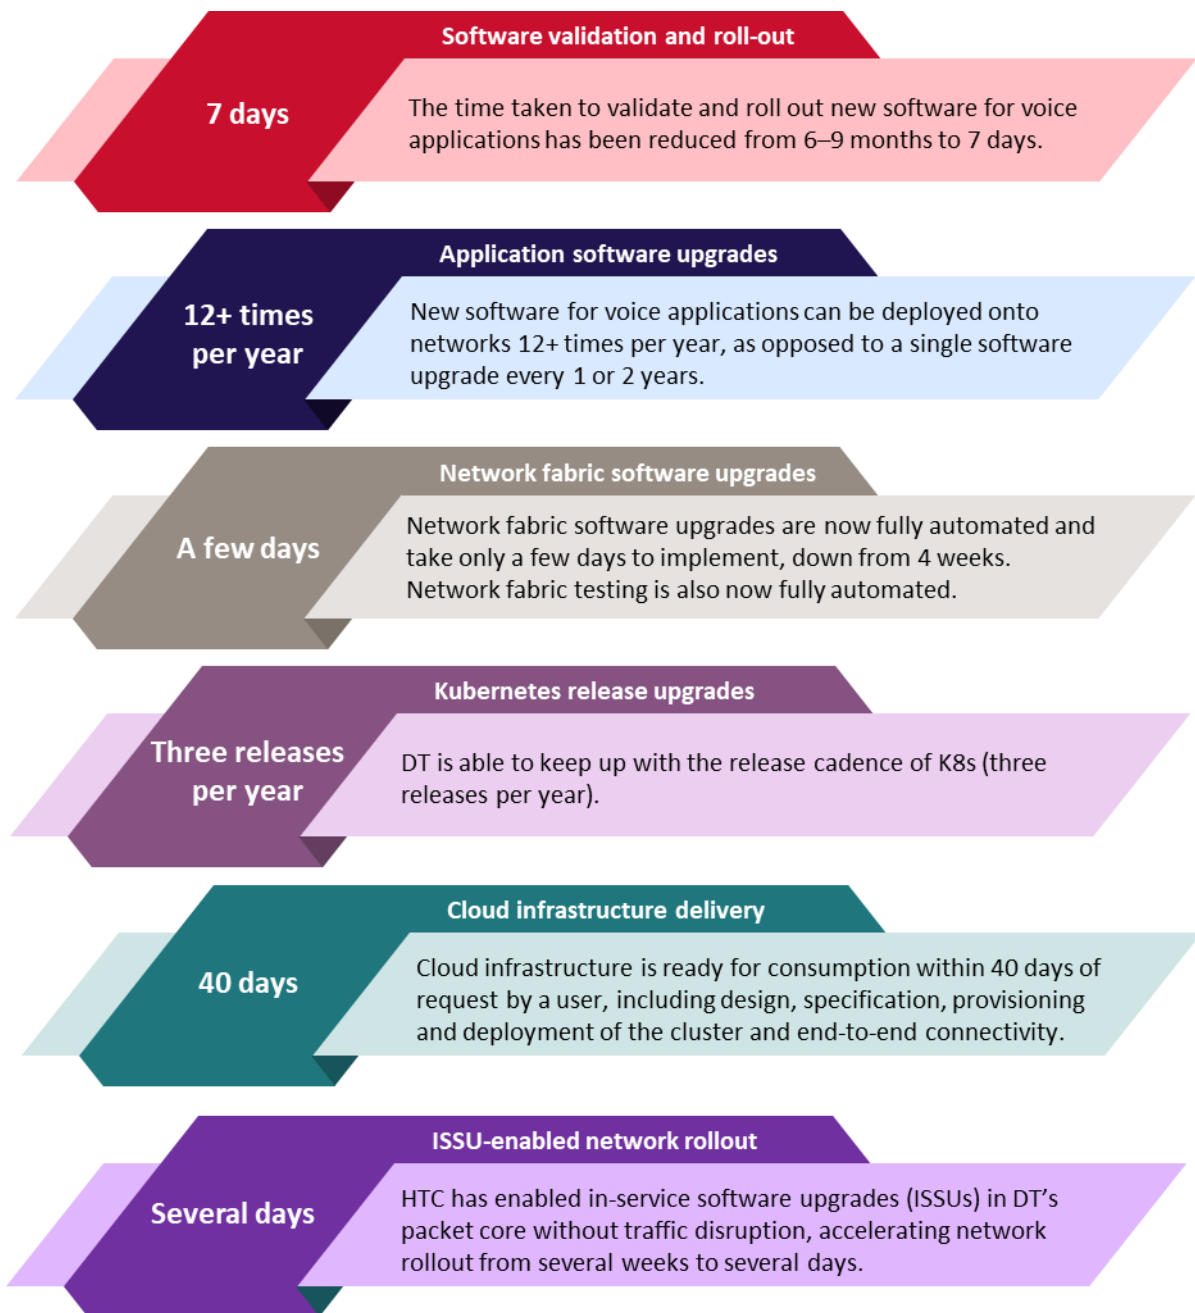 Software validation and roll-out
7 days
The time taken to validate and roll out new software for voice
applications has been reduced from 6–9 months to 7 days.
Application software upgrades
12+ times
per year
New software for voice applications can be deployed onto
networks 12+ times per year, as opposed to a single software
upgrade every 1 or 2 years.
Network fabric software upgrades
A few days
Network fabric software upgrades are now fully automated and
take only a few days to implement, down from 4 weeks.
Network fabric testing is also now fully automated.
Kubernetes release upgrades
Three releases
per year
DT is able to keep up with the release cadence of K8s (three
releases per year).
Cloud infrastructure delivery
40 days
Cloud infrastructure is ready for consumption within 40 days of
request by a user, including design, specification, provisioning
and deployment of the cluster and end-to-end connectivity.
ISSU-enabled network rollout
Several days
HTC has enabled in-service software upgrades (ISSUs) in DT’s
packet core without traffic disruption, accelerating network
rollout from several weeks to several days.